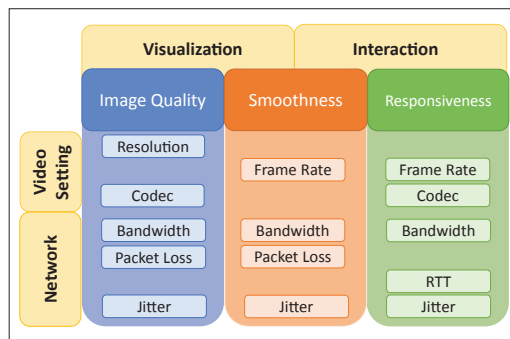 Visualization
Interaction
Image Quality
Smoothness
Responsiveness
Video
Setting
Resolution
Frame Rate
Frame Rate
Codec
Codec
Network
Bandwidth
Bandwidth
Bandwidth
Packet Loss
Packet Loss
RTT
Jitter
Jitter
Jitter